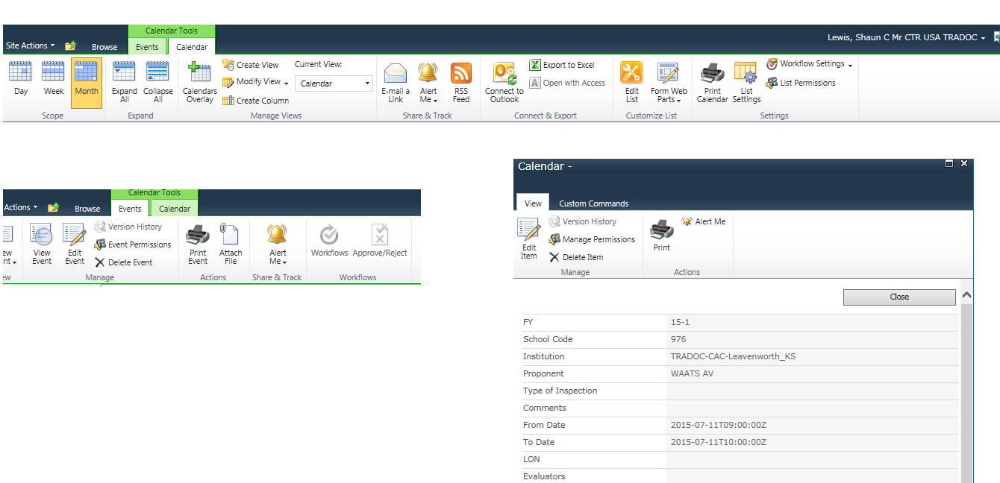 Calendar Tools
Lewis, Shaun C Mr CTR USA TRADOC
Site Actions Browse Events Calendar
Day Week Month Expand All Collapse All Calendars Overlay Create View Modify View Create Column Current View: Calendar E-mail a Link Alert Me RSS Feed Connect to Outlook Export to Excel Open with Access Edit List Form Web Parts Print Calendar List Settings Workflow Settings List Permissions
Scope Expand Manage Views Share & Track Connect & Export Customize List Settings
Calendar Tools
Actions Browse Events Calendar
ew nt View Event Edit Event Version History Event Permissions Delete Event Print Event Attach File Alert Me Workflows Approve/Reject
ew Manage Actions Share & Track Workflows
Calendar -
View Custom Commands
Edit Item Version History Manage Permissions Delete Item Print Alert Me
Manage Actions
Close
FY 15-1
School Code 976
Institution TRADOC-CAC-Leavenworth_KS
Proponent WAATS AV
Type of Inspection
Comments
From Date 2015-07-11T09:00:00Z
To Date 2015-07-11T10:00:00Z
LON
Evaluators